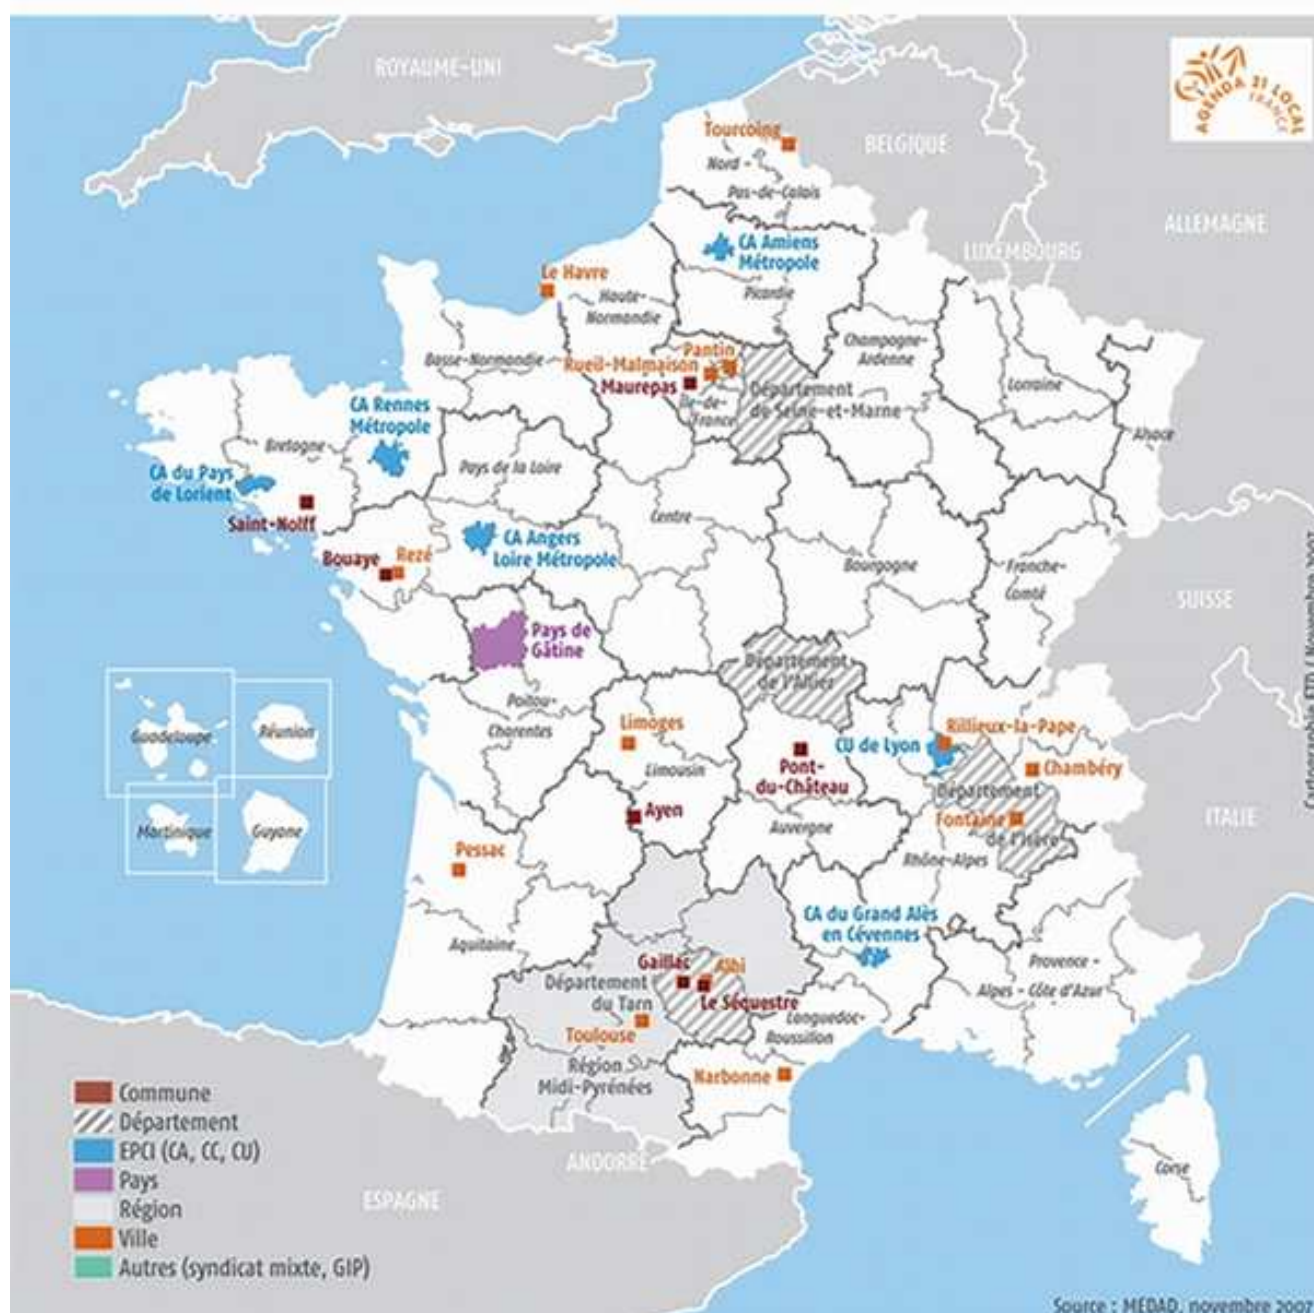 AGENDA 21 LOCAL
FRANCE
ROYAUME-UNI
BELGIQUE
ALLEMAGNE
LUXEMBOURG
SUISSE
ITALIE
ESPAGNE
ANDORRE
Tourcoing
Nord -
Pas-de-Calais
CA Amiens
Métropole
Picardie
Le Havre
Haute-
Normandie
Basse-Normandie
Champagne-
Ardenne
Lorraine
Alsace
Pantin
Rueil-Malmaison
Maurepas
Île-de-
France
Département
de Seine-et-Marne
CA Rennes
Métropole
Bretagne
CA du Pays
de Lorient
Saint-Nolff
Pays de la Loire
Centre
CA Angers
Loire Métropole
Bouaye
Rezé
Bourgogne
Franche-
Comté
Pays de
Gâtine
Poitou-
Charentes
Département
de l'Allier
Guadeloupe
Réunion
Martinique
Guyane
Limoges
Limousin
Ayen
Pont-
du-Château
Auvergne
CU de Lyon
Rillieux-la-Pape
Chambéry
Département
de l'Isère
Fontaine
Rhône-Alpes
Pessac
Aquitaine
CA du Grand Alès
en Cévennes
Provence -
Alpes - Côte d'Azur
Gaillac
Albi
Le Séquestre
Département
du Tarn
Toulouse
Languedoc-
Roussillon
Région
Midi-Pyrénées
Narbonne
Corse
Commune
Département
EPCI (CA, CC, CU)
Pays
Région
Ville
Autres (syndicat mixte, GIP)
Cartographie ETD, Novembre 2007
Source : MEDAD, novembre 2007